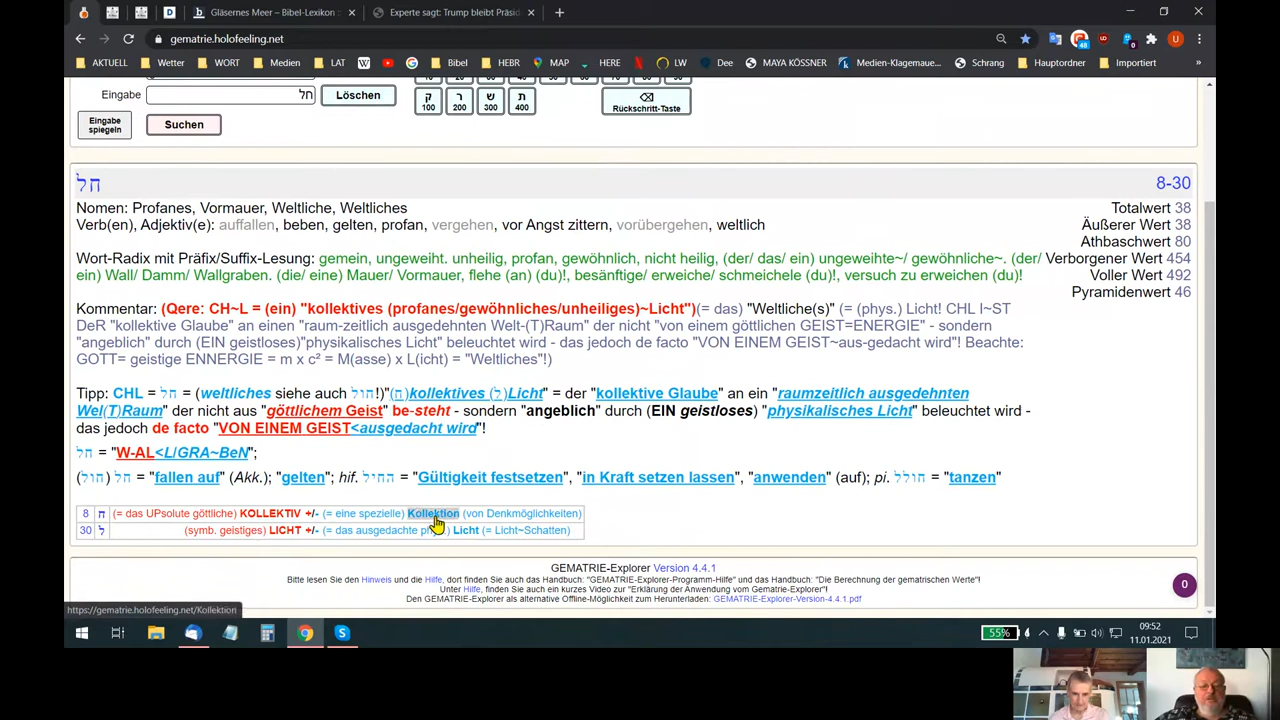 Gläsernes Meer – Bibel-Lexikon
Experte sagt: Trump bleibt Präsid
gematrie.holofeeling.net
48
0
U
AKTUELL Wetter WORT Medien LAT Bibel HEBR MAP HERE LW Dee MAYA KÖSSNER Medien-Klagemaue... Schrang Hauptordner Importiert »
Eingabe חל Löschen
ק ר ש ת
100 200 300 400
Rückschritt-Taste
Eingabe spiegeln
Suchen
חל 8-30
Nomen: Profanes, Vormauer, Weltliche, Weltliches
Totalwert 38
Verb(en), Adjektiv(e): auffallen, beben, gelten, profan, vergehen, vor Angst zittern, vorübergehen, weltlich
Äußerer Wert 38
Athbaschwert 80
Wort-Radix mit Präfix/Suffix-Lesung: gemein, ungeweiht. unheilig, profan, gewöhnlich, nicht heilig, (der/ das/ ein) ungeweihte~/ gewöhnliche~. (der/
Verborgener Wert 454
ein) Wall/ Damm/ Wallgraben. (die/ eine) Mauer/ Vormauer, flehe (an) (du)!, besänftige/ erweiche/ schmeichele (du)!, versuch zu erweichen (du)!
Voller Wert 492
Pyramidenwert 46
Kommentar: (Qere: CH~L = (ein) "kollektives (profanes/gewöhnliches/unheiliges)~Licht")(= das) "Weltliche(s)" (= (phys.) Licht! CHL I~ST
DeR "kollektive Glaube" an einen "raum-zeitlich ausgedehnten Welt-(T)Raum" der nicht "von einem göttlichen GEIST=ENERGIE" - sondern
"angeblich" durch (EIN geistloses)"physikalisches Licht" beleuchtet wird - das jedoch de facto "VON EINEM GEIST~aus-gedacht wird"! Beachte:
GOTT= geistige ENNERGIE = m x c² = M(asse) x L(icht) = "Weltliches"!)
Tipp: CHL = חל = (weltliches siehe auch חול!)"(ח)kollektives (ל)Licht" = der "kollektive Glaube" an ein "raumzeitlich ausgedehnten
Wel(T)Raum" der nicht aus "göttlichem Geist" be-steht - sondern "angeblich" durch (EIN geistloses) "physikalisches Licht" beleuchtet wird -
das jedoch de facto "VON EINEM GEIST<ausgedacht wird"!
חל = "W-AL<L/GRA~BeN";
(חול) חל = "fallen auf" (Akk.); "gelten"; hif. החיל = "Gültigkeit festsetzen", "in Kraft setzen lassen", "anwenden" (auf); pi. חולל = "tanzen"
8 ח (= das UPsolute göttliche) KOLLEKTIV +/- (= eine spezielle) Kollektion (von Denkmöglichkeiten)
30 ל (symb. geistiges) LICHT +/- (= das ausgedachte ) Licht (= Licht~Schatten)
GEMATRIE-Explorer Version 4.4.1
Bitte lesen Sie den Hinweis und die Hilfe, dort finden Sie auch das Handbuch: "GEMATRIE-Explorer-Programm-Hilfe" und das Handbuch: "Die Berechnung der gematrischen Werte"!
Unter Hilfe, finden Sie auch ein kurzes Video zur "Erklärung der Anwendung vom Gematrie-Explorer"!
Den GEMATRIE-Explorer als alternative Offline-Möglichkeit zum Herunterladen: GEMATRIE-Explorer-Version-4.4.1.pdf
0
https://gematrie.holofeeling.net/Kollektion
55%
09:52
11.01.2021